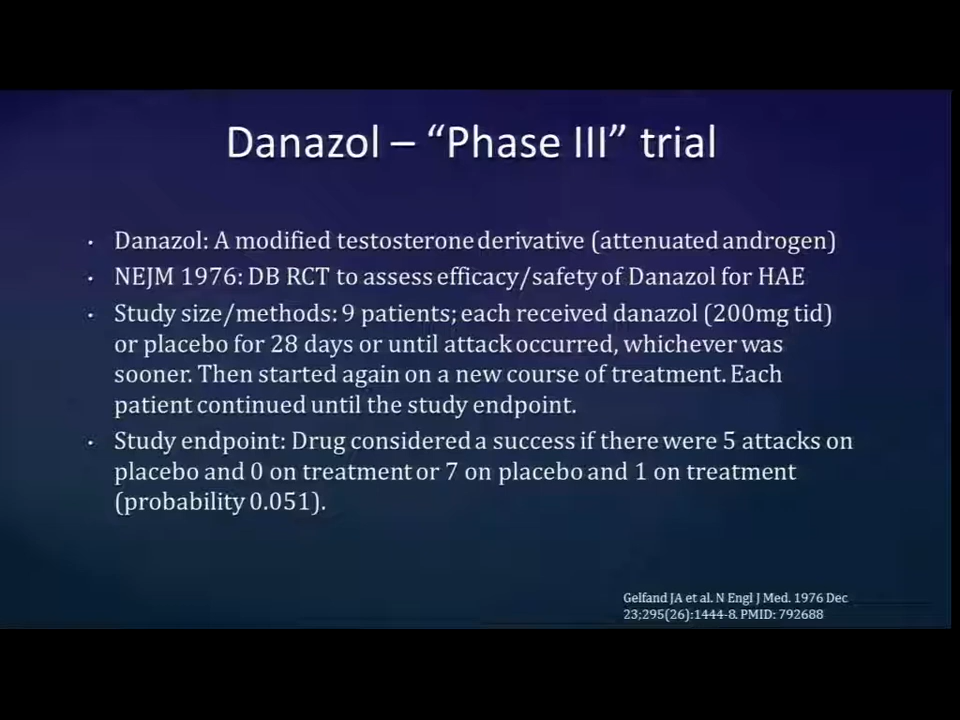 Danazol – “Phase III” trial
• Danazol: A modified testosterone derivative (attenuated androgen)
• NEJM 1976: DB RCT to assess efficacy/safety of Danazol for HAE
• Study size/methods: 9 patients; each received danazol (200mg tid)
or placebo for 28 days or until attack occurred, whichever was
sooner. Then started again on a new course of treatment. Each
patient continued until the study endpoint.
• Study endpoint: Drug considered a success if there were 5 attacks on
placebo and 0 on treatment or 7 on placebo and 1 on treatment
(probability 0.051).
Gelfand JA et al. N Engl J Med. 1976 Dec
23;295(26):1444-8. PMID: 792688